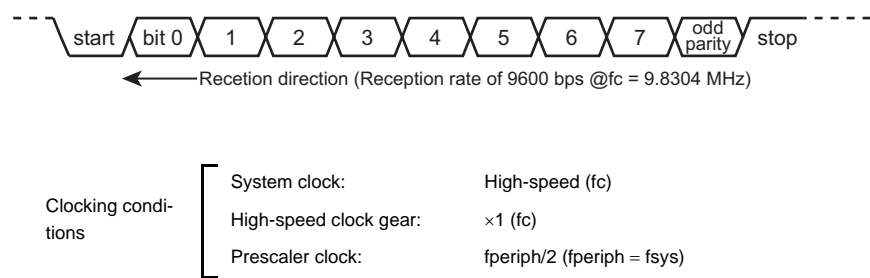 start bit 0 1 2 3 4 5 6 7 odd parity stop
Recetion direction (Reception rate of 9600 bps @fc = 9.8304 MHz)
Clocking condi-
tions
System clock: High-speed (fc)
High-speed clock gear: ×1 (fc)
Prescaler clock: fperiph/2 (fperiph = fsys)